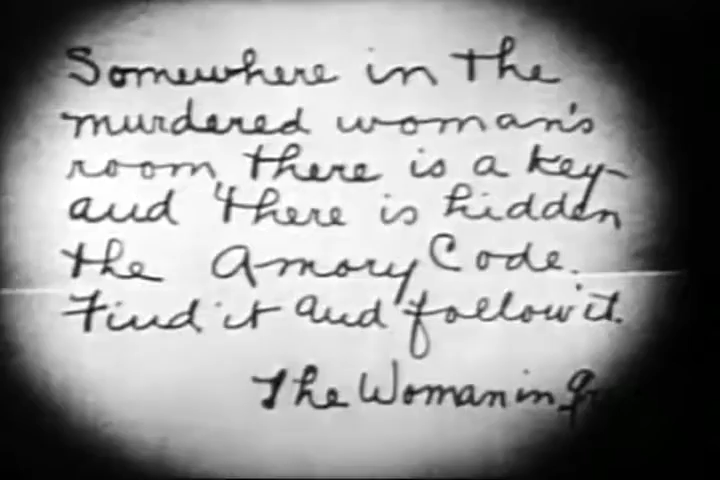 Somewhere in the
murdered woman's
room there is a key-
and there is hidden
the Amory Code.
Find it and follow it.
The Woman in